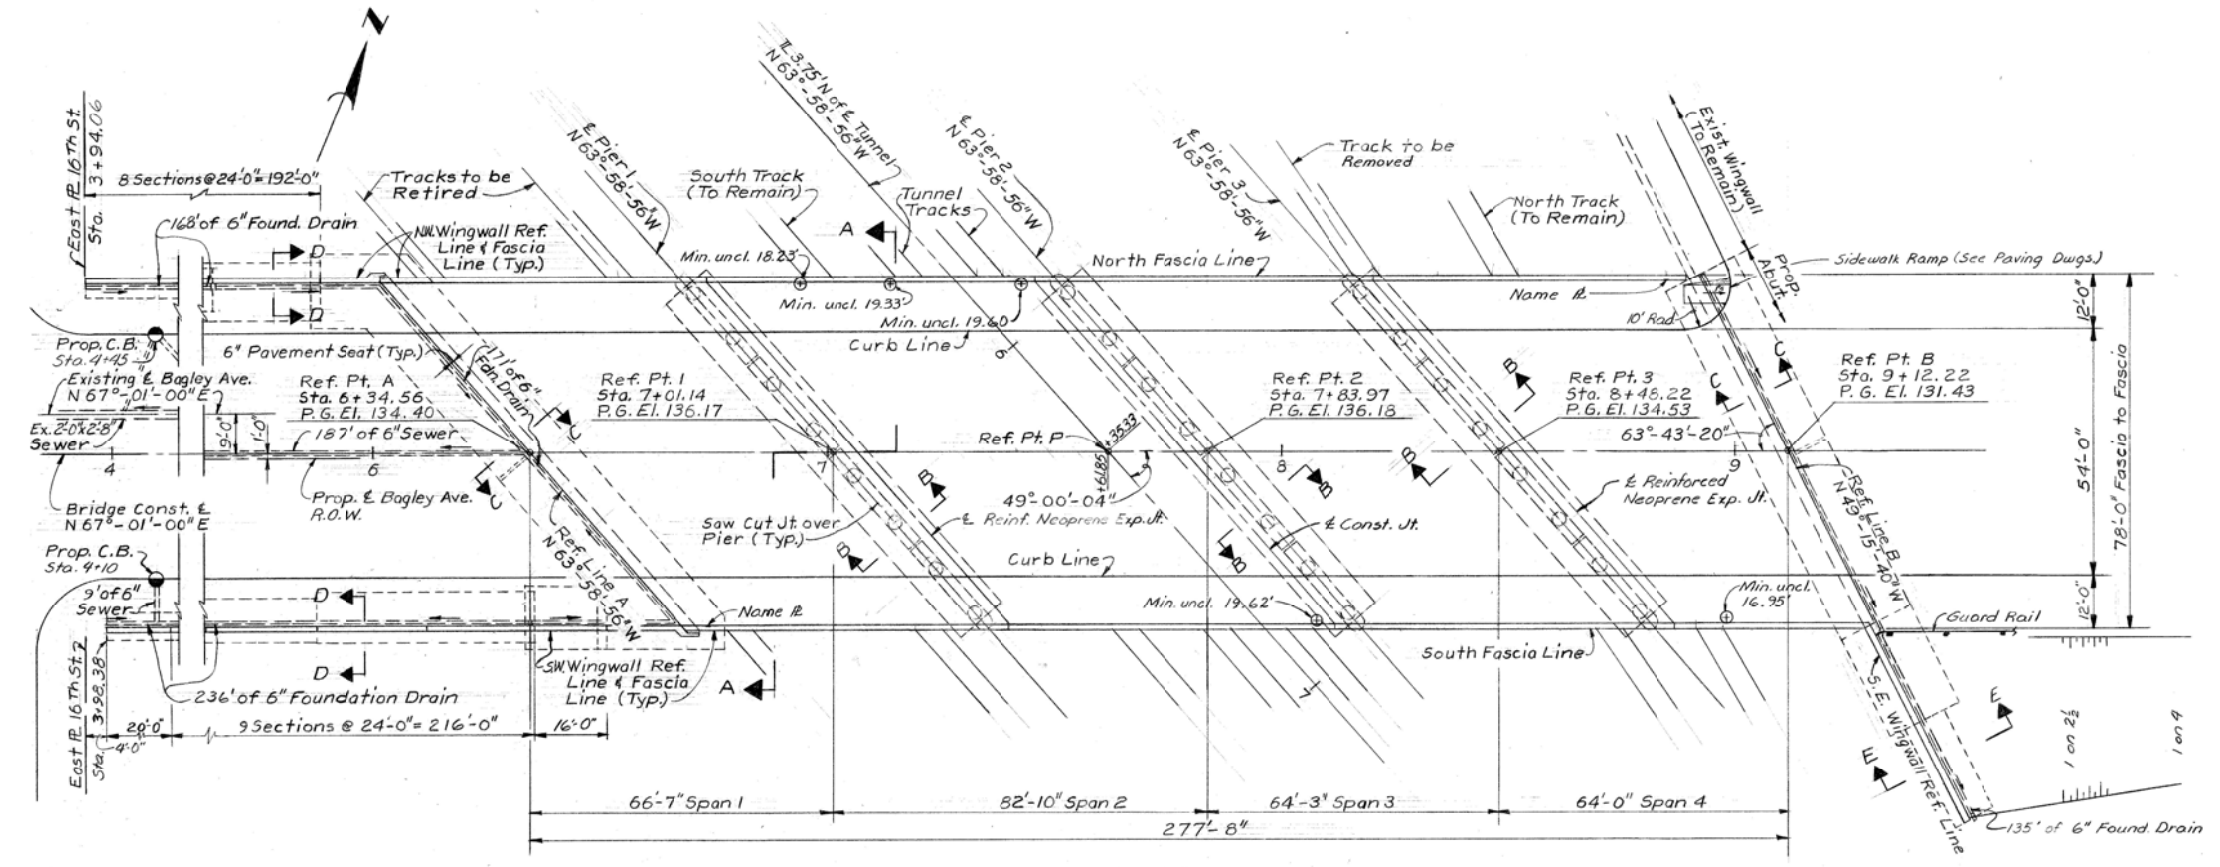 N
East ⅊ 16Th St.
Sta. 3+94.06
8 Sections @ 24'-0" = 192'-0"
168' of 6" Found. Drain
Tracks to be
Retired
N.W. Wingwall Ref.
Line & Fascia
Line (Typ.)
℄ Pier 1
N 63°-58'-56" W
South Track
(To Remain)
⅊ 3.75' N of ℄ Tunnel
N 63°-58'-56" W
Tunnel
Tracks
℄ Pier 2
N 63°-58'-56" W
℄ Pier 3
N 63°-58'-56" W
Track to be
Removed
North Track
(To Remain)
Exist. Wingwall
(To Remain)
Prop.
Abut.
Sidewalk Ramp (See Paving Dwgs.)
A
D
D
Min. uncl. 18.23'
Min. uncl. 19.33'
Min. uncl. 19.60'
North Fascia Line
Curb Line
Name ⅊
10' Rad.
12'-0"
Prop. C.B.
Sta. 4+45
Existing ℄ Bagley Ave.
N 67°-01'-00" E
Ex. 2'-0"x2'-8"
Sewer
6" Pavement Seat (Typ.)
171' of 6"
Fdn. Drain
Ref. Pt. A
Sta. 6+34.56
P.G. El. 134.40
Ref. Pt. 1
Sta. 7+01.14
P.G. El. 136.17
Ref. Pt. 2
Sta. 7+83.97
P.G. El. 136.18
Ref. Pt. 3
Sta. 8+48.22
P.G. El. 134.53
Ref. Pt. B
Sta. 9+12.22
P.G. El. 131.43
63°-43'-20"
187' of 6" Sewer
9'-0"
1'-0"
4
6
7
8
9
6
7
Ref. Pt. P
+35.33
+61.85
49°-00'-04"
C
C
C
C
B
B
B
B
B
B
54'-0"
78'-0" Fascia to Fascia
Bridge Const. ℄
N 67°-01'-00" E
Prop. ℄ Bagley Ave.
R.O.W.
Saw Cut Jt. over
Pier (Typ.)
℄ Reinf. Neoprene Exp. Jt.
℄ Const. Jt.
℄ Reinforced
Neoprene Exp. Jt.
Ref. Line A
N 63°-58'-56" W
Ref. Line B
N 49°-15'-40" W
Prop. C.B.
Sta. 4+10
9' of 6"
Sewer
Curb Line
Min. uncl. 19.62'
Min. uncl.
16.95'
12'-0"
Guard Rail
D
D
Name ⅊
S.W. Wingwall Ref.
Line & Fascia
Line (Typ.)
A
South Fascia Line
236' of 6" Foundation Drain
East ⅊ 16Th St.
Sta. 3+98.38
20'-0"
4'-0"
9 Sections @ 24'-0" = 216'-0"
16'-0"
S.E. Wingwall Ref. Line
E
E
1 on 2½
1 on 4
66'-7" Span 1
82'-10" Span 2
64'-3" Span 3
64'-0" Span 4
277'-8"
135' of 6" Found. Drain